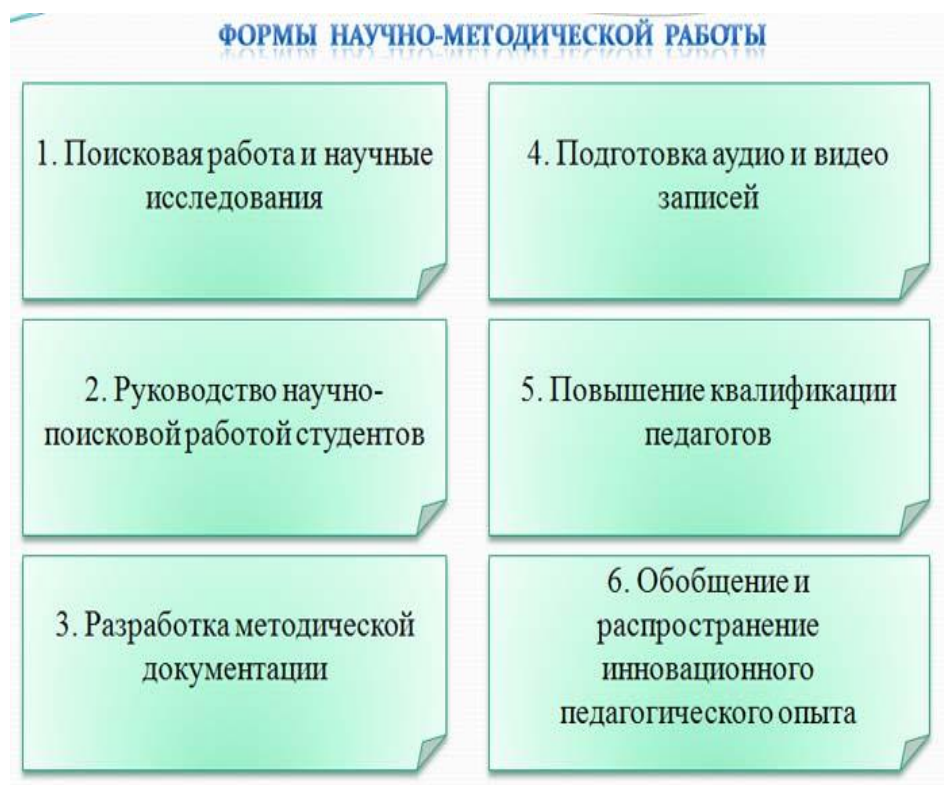 ФОРМЫ НАУЧНО-МЕТОДИЧЕСКОЙ РАБОТЫ
1. Поисковая работа и научные
исследования
2. Руководство научно-
поисковой работой студентов
3. Разработка методической
документации
4. Подготовка аудио и видео
записей
5. Повышение квалификации
педагогов
6. Обобщение и
распространение
инновационного
педагогического опыта